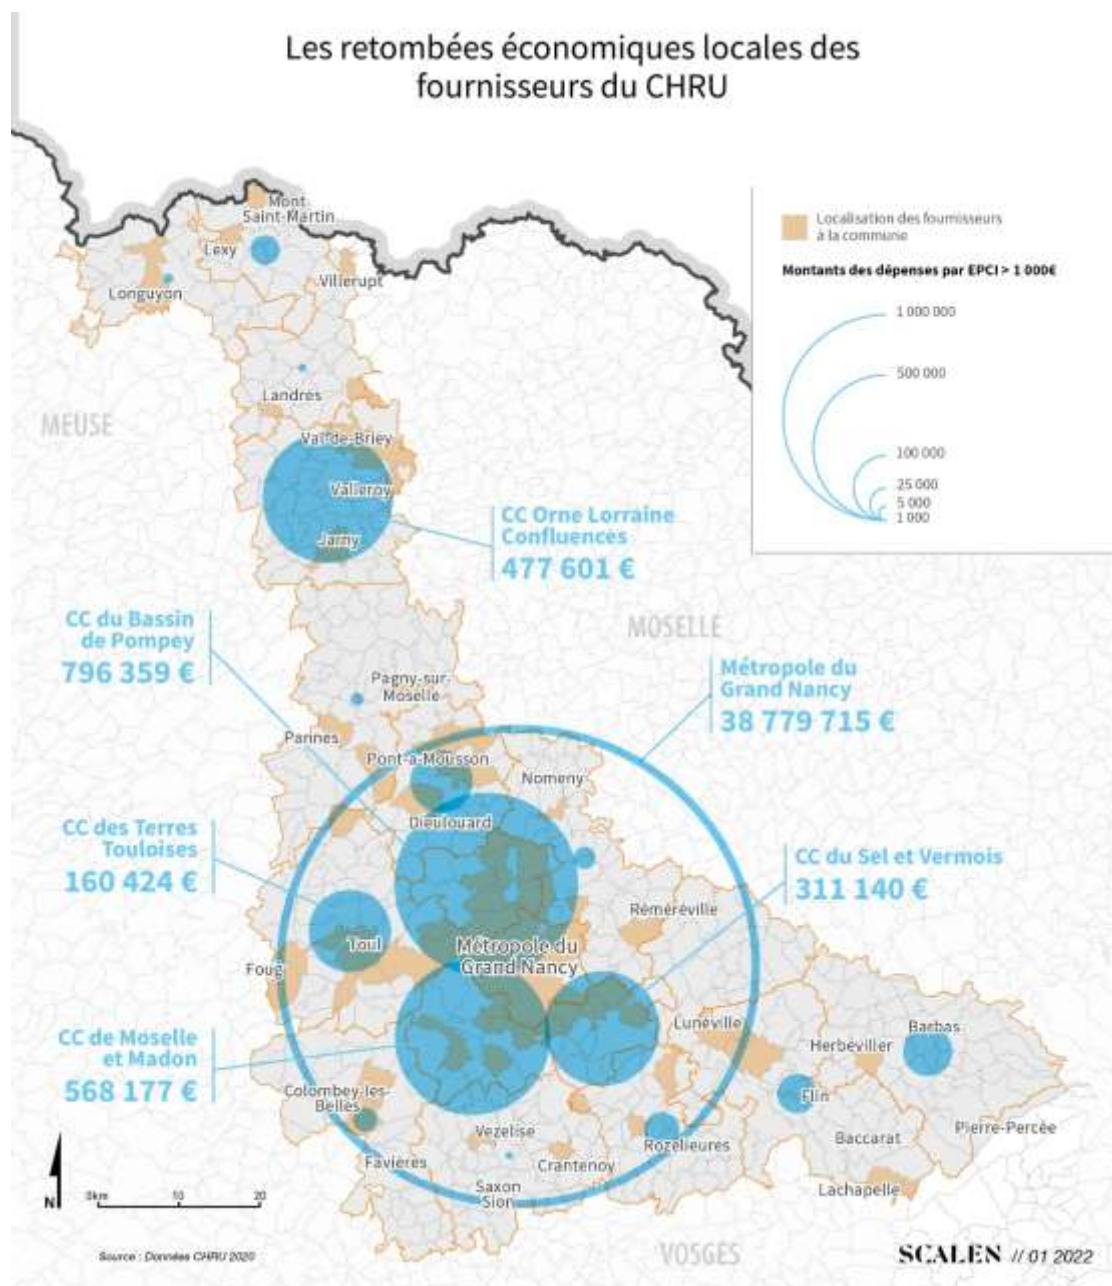 Les retombées économiques locales des
fournisseurs du CHRU
Mont
Saint-Martin
Lexy
Longuyon
Villerupt
Localisation des fournisseurs
à la commune
Montants des dépenses par EPCI > 1 000€
1 000 000
500 000
100 000
25 000
5 000
1 000
Landres
MEUSE
Val-de-Briey
Valleroy
Jarny
CC Orne Lorraine
Confluences
477 601 €
CC du Bassin
de Pompey
796 359 €
MOSELLE
Métropole du
Grand Nancy
38 779 715 €
Pagny-sur-
Moselle
Pannes
Pont-à-Mousson
Nomeny
Dieulouard
CC des Terres
Touloises
160 424 €
CC du Sel et Vermois
311 140 €
Réméréville
Toul
Métropole du
Grand Nancy
Foug
Lunéville
Barbas
Herbéviller
CC de Moselle
et Madon
568 177 €
Colombey-les-
Belles
Flin
Vezelise
Rozelieures
Baccarat
Pierre-Percée
Favières
Crantenoy
Saxon
Sion
Lachapelle
N
0km 10 20
Source : Données CHRU 2020
VOSGES
SCALEN // 01 2022